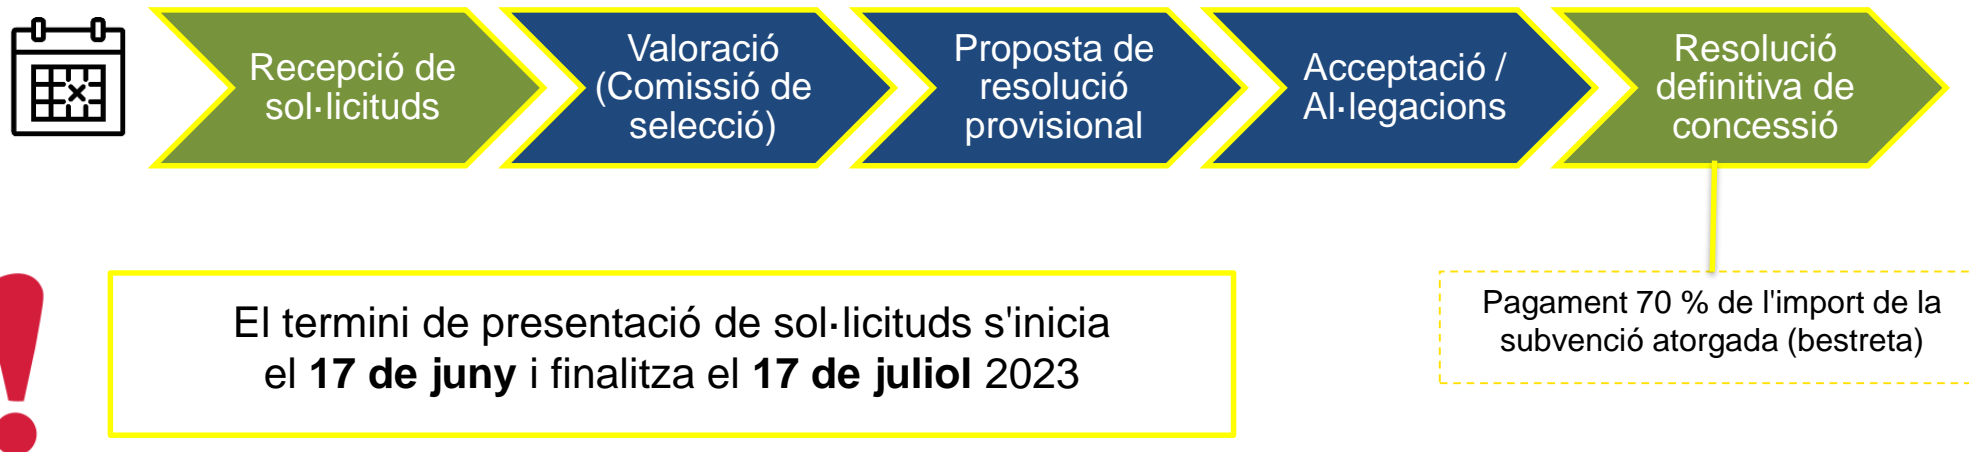 Recepció de
sol·licituds
Valoració
(Comissió de
selecció)
Proposta de
resolució
provisional
Acceptació /
Al·legacions
Resolució
definitiva de
concessió
El termini de presentació de sol·licituds s'inicia
el 17 de juny i finalitza el 17 de juliol 2023
Pagament 70 % de l'import de la
subvenció atorgada (bestreta)